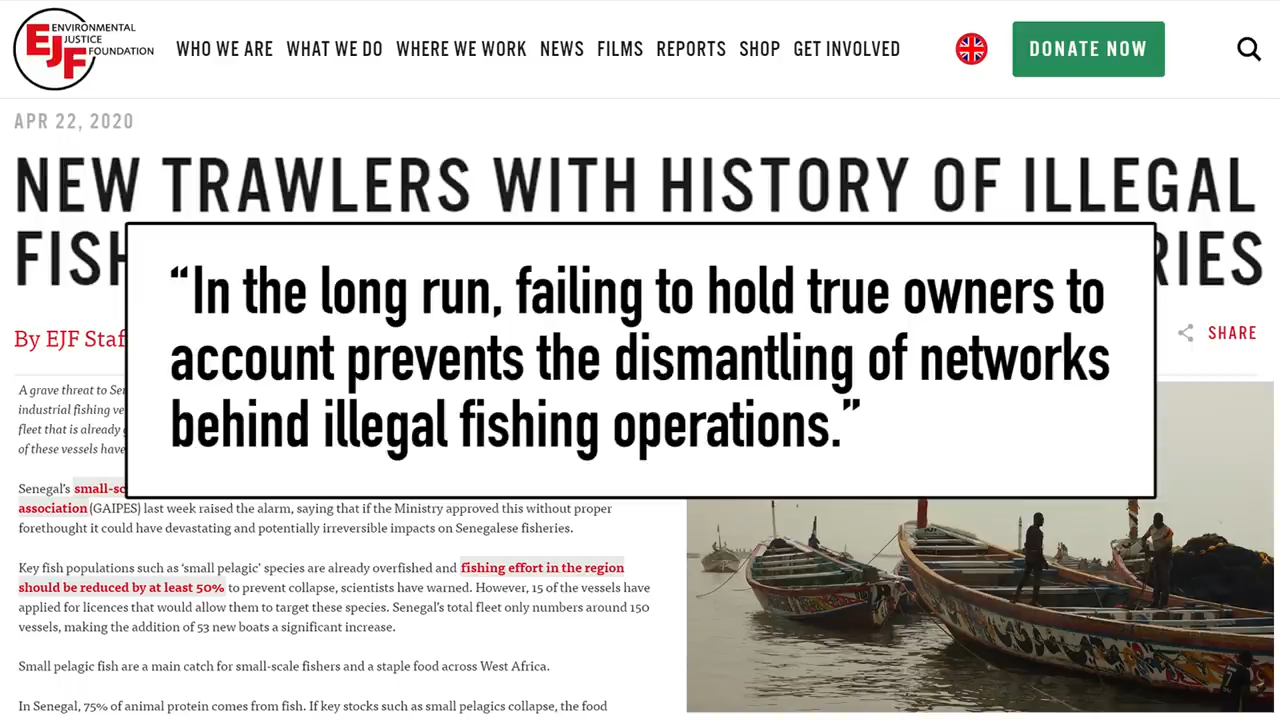 ENVIRONMENTAL
JUSTICE
FOUNDATION
EJF
WHO WE ARE WHAT WE DO WHERE WE WORK NEWS FILMS REPORTS SHOP GET INVOLVED
DONATE NOW
APR 22, 2020
NEW TRAWLERS WITH HISTORY OF ILLEGAL
“In the long run, failing to hold true owners to
account prevents the dismantling of networks
behind illegal fishing operations.”
By EJF
SHARE
A grave threat to
industrial fishing
fleet that is already
of these vessels have
Senegal’s
association (GAIPES) last week raised the alarm, saying that if the Ministry approved this without proper
forethought it could have devastating and potentially irreversible impacts on Senegalese fisheries.
Key fish populations such as ‘small pelagic’ species are already overfished and fishing effort in the region
should be reduced by at least 50% to prevent collapse, scientists have warned. However, 15 of the vessels have
applied for licences that would allow them to target these species. Senegal’s total fleet only numbers around 150
vessels, making the addition of 53 new boats a significant increase.
Small pelagic fish are a main catch for small-scale fishers and a staple food across West Africa.
In Senegal, 75% of animal protein comes from fish. If key stocks such as small pelagics collapse, the food